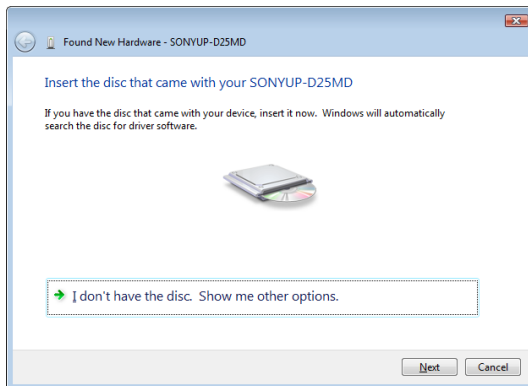 Found New Hardware - SONYUP-D25MD
Insert the disc that came with your SONYUP-D25MD
If you have the disc that came with your device, insert it now.  Windows will automatically
search the disc for driver software.
I don't have the disc.  Show me other options.
Next
Cancel